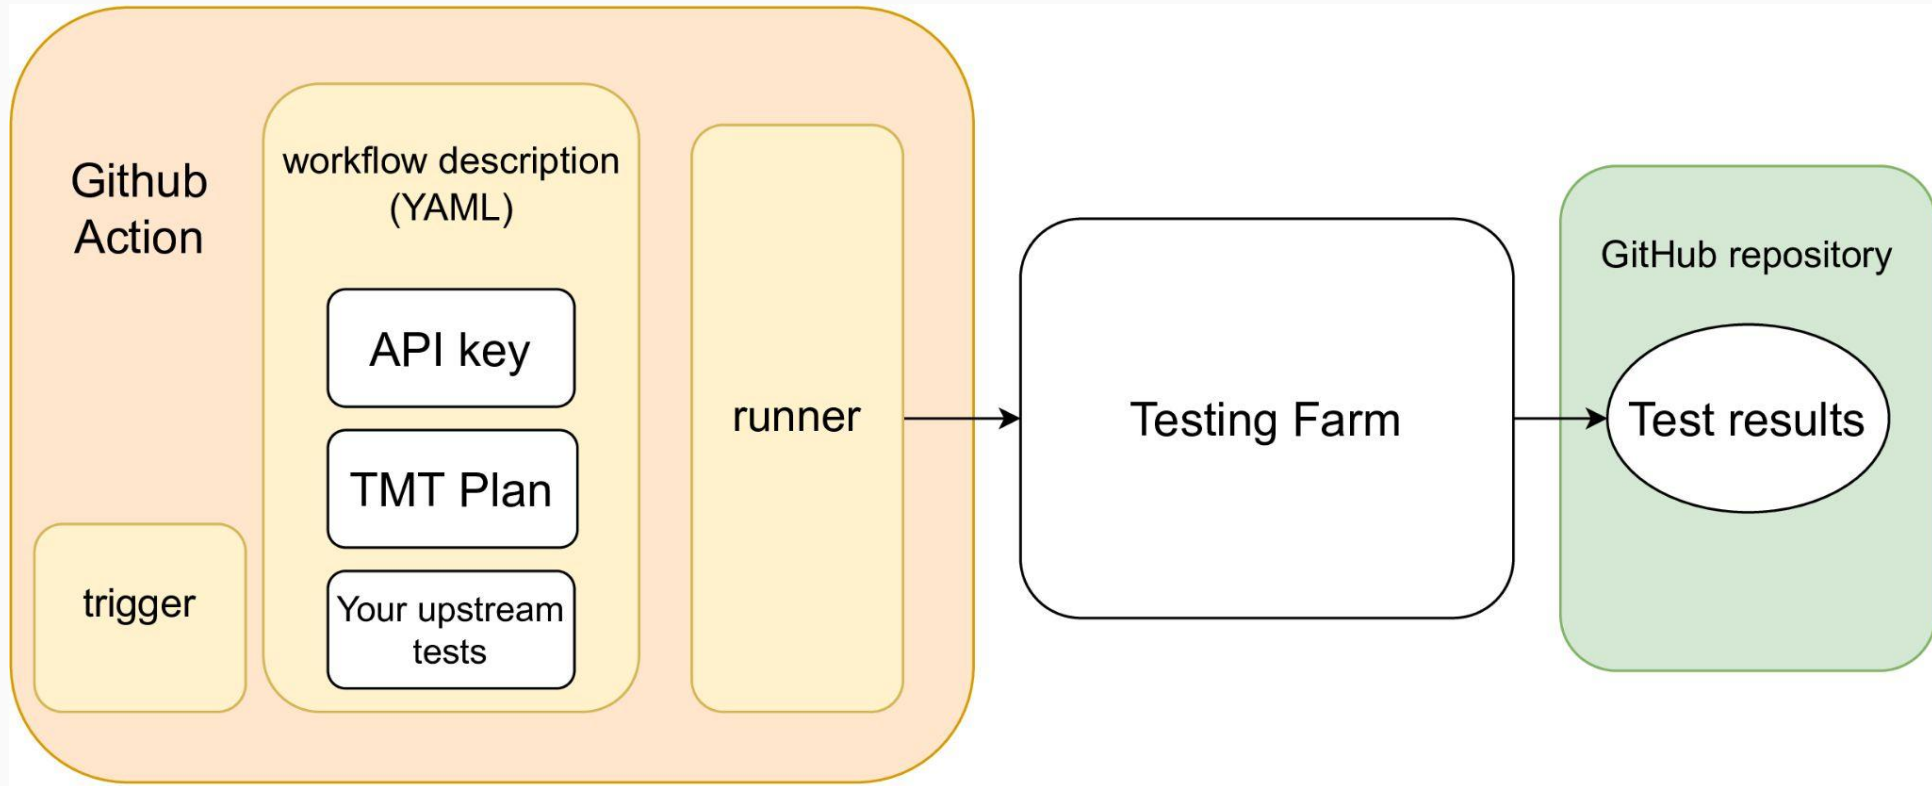 Github
Action
workflow description
(YAML)
API key
TMT Plan
Your upstream
tests
trigger
runner
Testing Farm
GitHub repository
Test results